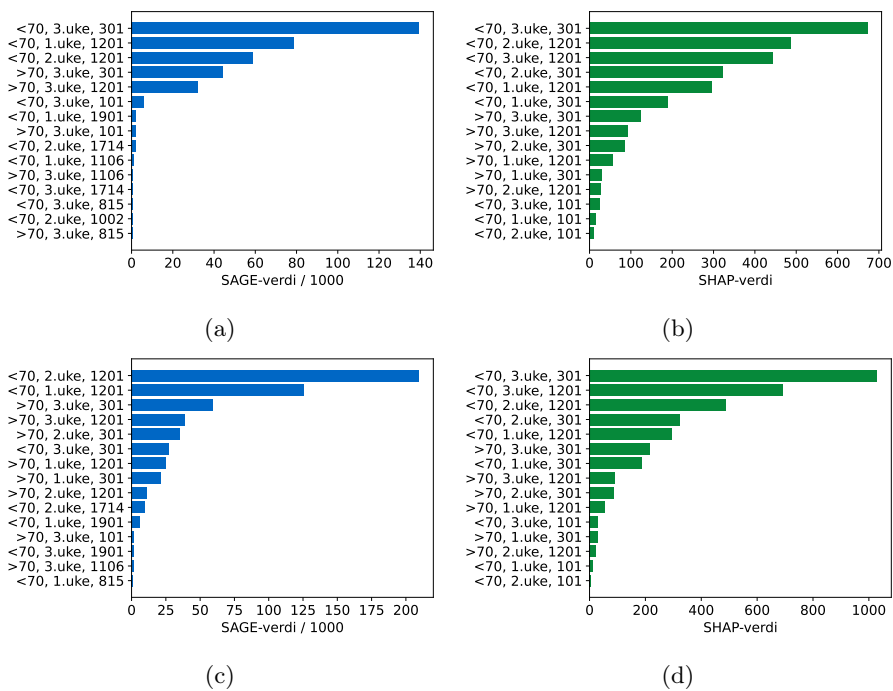 <70, 3.uke, 301
<70, 1.uke, 1201
<70, 2.uke, 1201
>70, 3.uke, 301
>70, 3.uke, 1201
<70, 3.uke, 101
<70, 1.uke, 1901
>70, 3.uke, 101
<70, 2.uke, 1714
<70, 1.uke, 1106
>70, 3.uke, 1106
<70, 3.uke, 1714
<70, 3.uke, 815
<70, 2.uke, 1002
>70, 3.uke, 815
0 20 40 60 80 100 120 140
SAGE-verdi / 1000
(a)
<70, 3.uke, 301
<70, 2.uke, 1201
<70, 3.uke, 1201
<70, 2.uke, 301
<70, 1.uke, 1201
<70, 1.uke, 301
>70, 3.uke, 301
>70, 3.uke, 1201
>70, 2.uke, 301
>70, 1.uke, 1201
>70, 1.uke, 301
>70, 2.uke, 1201
<70, 3.uke, 101
<70, 1.uke, 101
<70, 2.uke, 101
0 100 200 300 400 500 600 700
SHAP-verdi
(b)
<70, 2.uke, 1201
<70, 1.uke, 1201
>70, 3.uke, 301
>70, 3.uke, 1201
>70, 2.uke, 301
<70, 3.uke, 301
>70, 1.uke, 1201
>70, 1.uke, 301
>70, 2.uke, 1201
<70, 2.uke, 1714
<70, 1.uke, 1901
>70, 3.uke, 101
<70, 3.uke, 1901
>70, 3.uke, 1106
<70, 1.uke, 815
0 25 50 75 100 125 150 175 200
SAGE-verdi / 1000
(c)
<70, 3.uke, 301
<70, 3.uke, 1201
<70, 2.uke, 1201
<70, 2.uke, 301
<70, 1.uke, 1201
>70, 3.uke, 301
<70, 1.uke, 301
>70, 3.uke, 1201
>70, 2.uke, 301
>70, 1.uke, 1201
<70, 3.uke, 101
>70, 1.uke, 301
>70, 2.uke, 1201
<70, 1.uke, 101
<70, 2.uke, 101
0 200 400 600 800 1000
SHAP-verdi
(d)